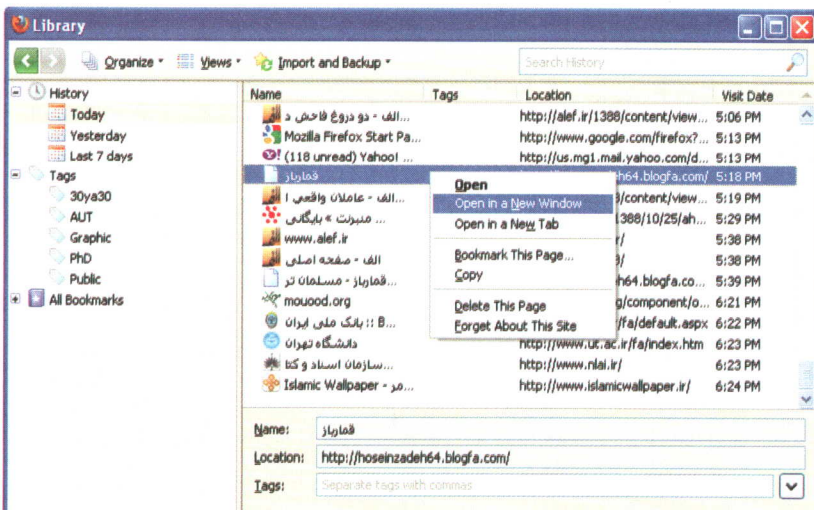 Library
Organize Views Import and Backup
Search History
History
Today
Yesterday
Last 7 days
Tags
30ya30
AUT
Graphic
PhD
Public
All Bookmarks
Name Tags Location Visit Date
الف - دو دروغ فاحش د... http://alef.ir/1388/content/view... 5:06 PM
Mozilla Firefox Start Pa... http://www.google.com/firefox?... 5:13 PM
(118 unread) Yahoo! ... http://us.mg1.mail.yahoo.com/d... 5:13 PM
قمارباز h64.blogfa.com/ 5:18 PM
الف - عاملان واقعی ا... /content/view... 5:19 PM
منبرنت » بایگانی ... 1388/10/25/ah... 5:29 PM
www.alef.ir r/ 5:38 PM
الف - صفحه اصلی 3/ 5:38 PM
قمارباز - مسلمان تر... h64.blogfa.co... 5:39 PM
mouood.org g/component/o... 6:21 PM
B :: بانک ملی ایران... /fa/default.aspx 6:22 PM
دانشگاه تهران http://www.ut.ac.ir/fa/index.htm 6:23 PM
سازمان اسناد و کتا... http://www.nlai.ir/ 6:23 PM
Islamic Wallpaper - مر... http://www.islamicwallpaper.ir/ 6:24 PM
Open
Open in a New Window
Open in a New Tab
Bookmark This Page...
Copy
Delete This Page
Forget About This Site
Name: قمارباز
Location: http://hoseinzadeh64.blogfa.com/
Tags: Separate tags with commas